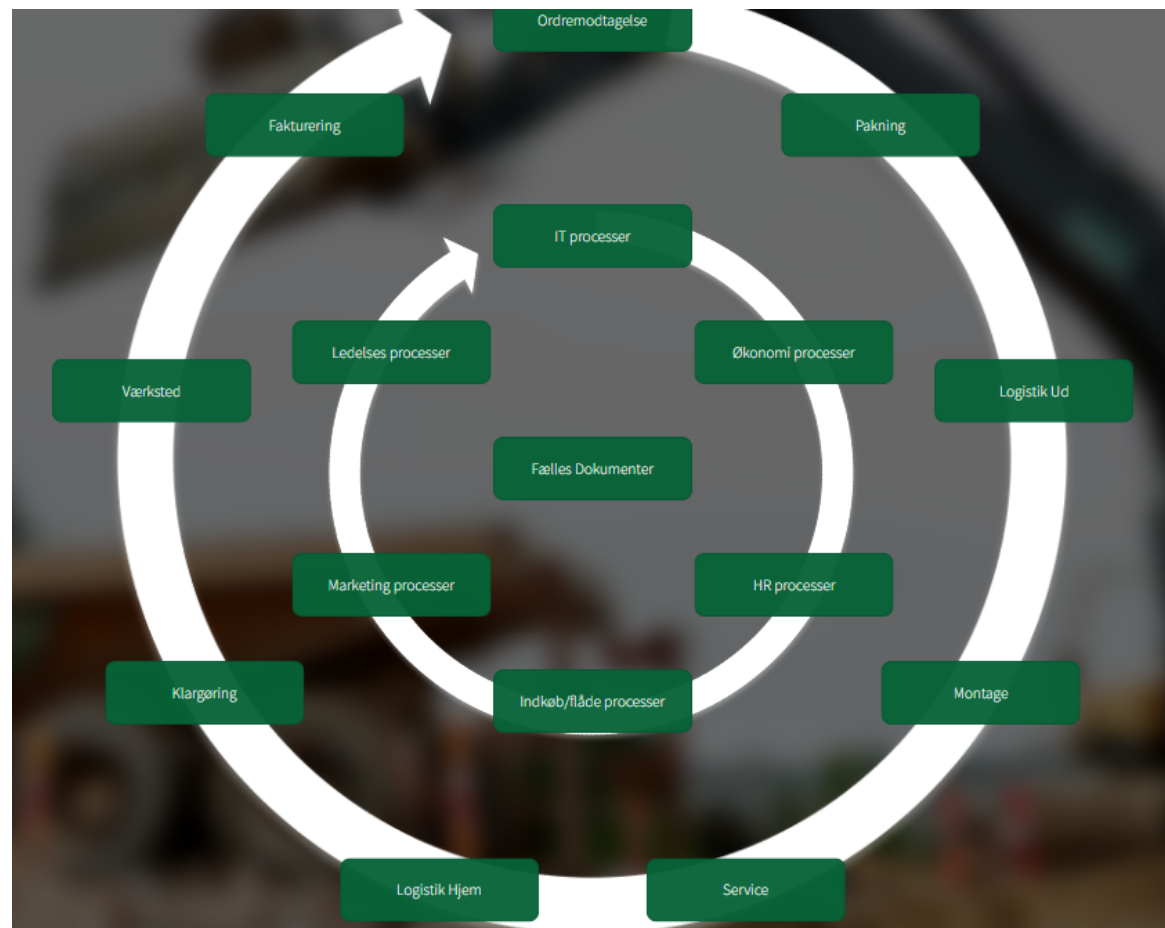 Ordremodtagelse
Fakturering
Pakning
IT processer
Ledelses processer
Økonomi processer
Værksted
Logistik Ud
Fælles Dokumenter
Marketing processer
HR processer
Klargøring
Indkøb/flåde processer
Montage
Logistik Hjem
Service